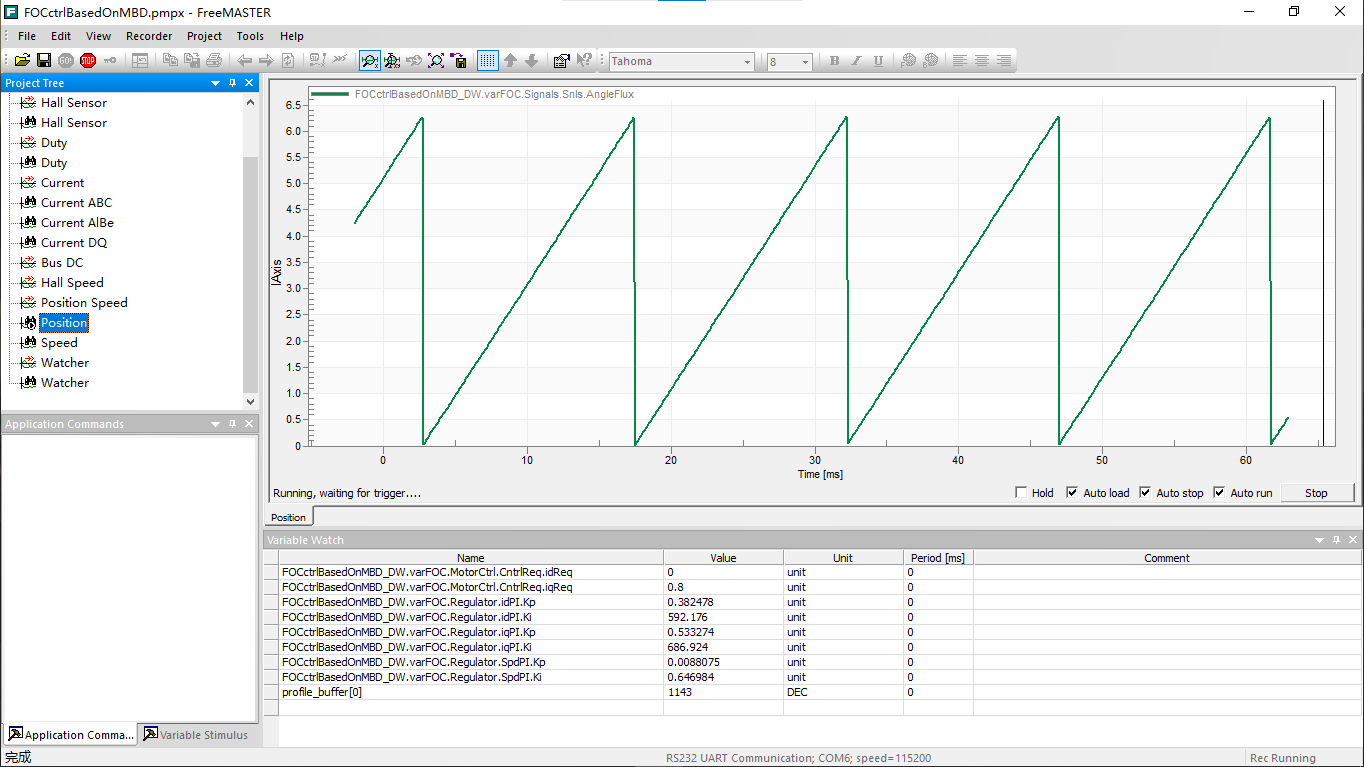 FOCctrlBasedOnMBD.pmpx - FreeMASTER
File Edit View Recorder Project Tools Help
GO! STOP Tahoma 8 B I U
Project Tree
Hall Sensor
Hall Sensor
Duty
Duty
Current
Current ABC
Current AlBe
Current DQ
Bus DC
Hall Speed
Position Speed
Position
Speed
Watcher
Watcher
Application Commands
Application Comma... Variable Stimulus
FOCctrlBasedOnMBD_DW.varFOC.Signals.Snls.AngleFlux
6.5
6.0
5.5
5.0
4.5
4.0
3.5
3.0
2.5
2.0
1.5
1.0
0.5
0
lAxis
0 10 20 30 40 50 60
Time [ms]
Running, waiting for trigger....
Hold Auto load Auto stop Auto run Stop
Position
Variable Watch
Name Value Unit Period [ms] Comment
FOCctrlBasedOnMBD_DW.varFOC.MotorCtrl.CntrlReq.idReq 0 unit 0
FOCctrlBasedOnMBD_DW.varFOC.MotorCtrl.CntrlReq.iqReq 0.8 unit 0
FOCctrlBasedOnMBD_DW.varFOC.Regulator.idPI.Kp 0.382478 unit 0
FOCctrlBasedOnMBD_DW.varFOC.Regulator.idPI.Ki 592.176 unit 0
FOCctrlBasedOnMBD_DW.varFOC.Regulator.iqPI.Kp 0.533274 unit 0
FOCctrlBasedOnMBD_DW.varFOC.Regulator.iqPI.Ki 686.924 unit 0
FOCctrlBasedOnMBD_DW.varFOC.Regulator.SpdPI.Kp 0.0088075 unit 0
FOCctrlBasedOnMBD_DW.varFOC.Regulator.SpdPI.Ki 0.646984 unit 0
profile_buffer[0] 1143 DEC 0
完成 RS232 UART Communication; COM6; speed=115200 Rec Running